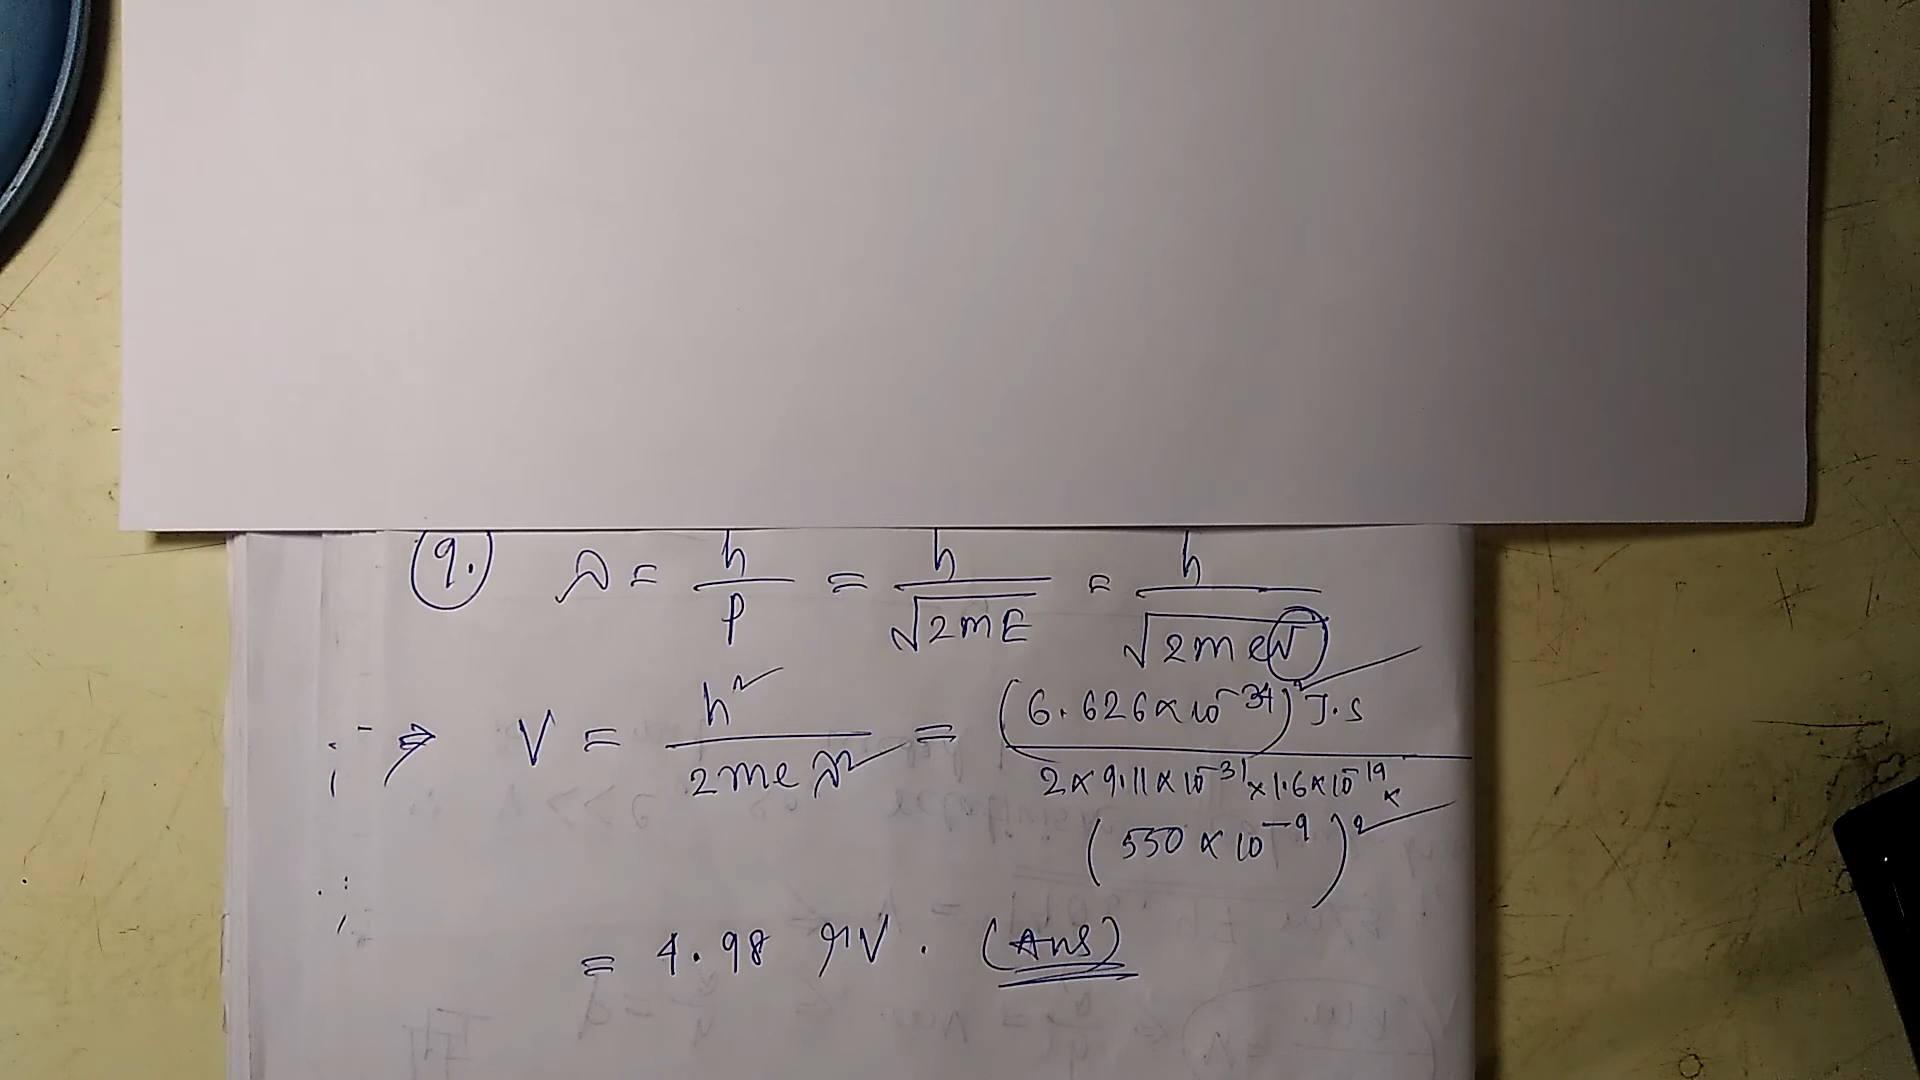 9. λ = h/p = h/√2mE = h/√2meV
∴ ⇒ V = h²/2meλ² = (6.626×10⁻³⁴)² J.s / 2×9.11×10⁻³¹×1.6×10⁻¹⁹×
(550×10⁻⁹)²
= 4.98 μV. (Ans)